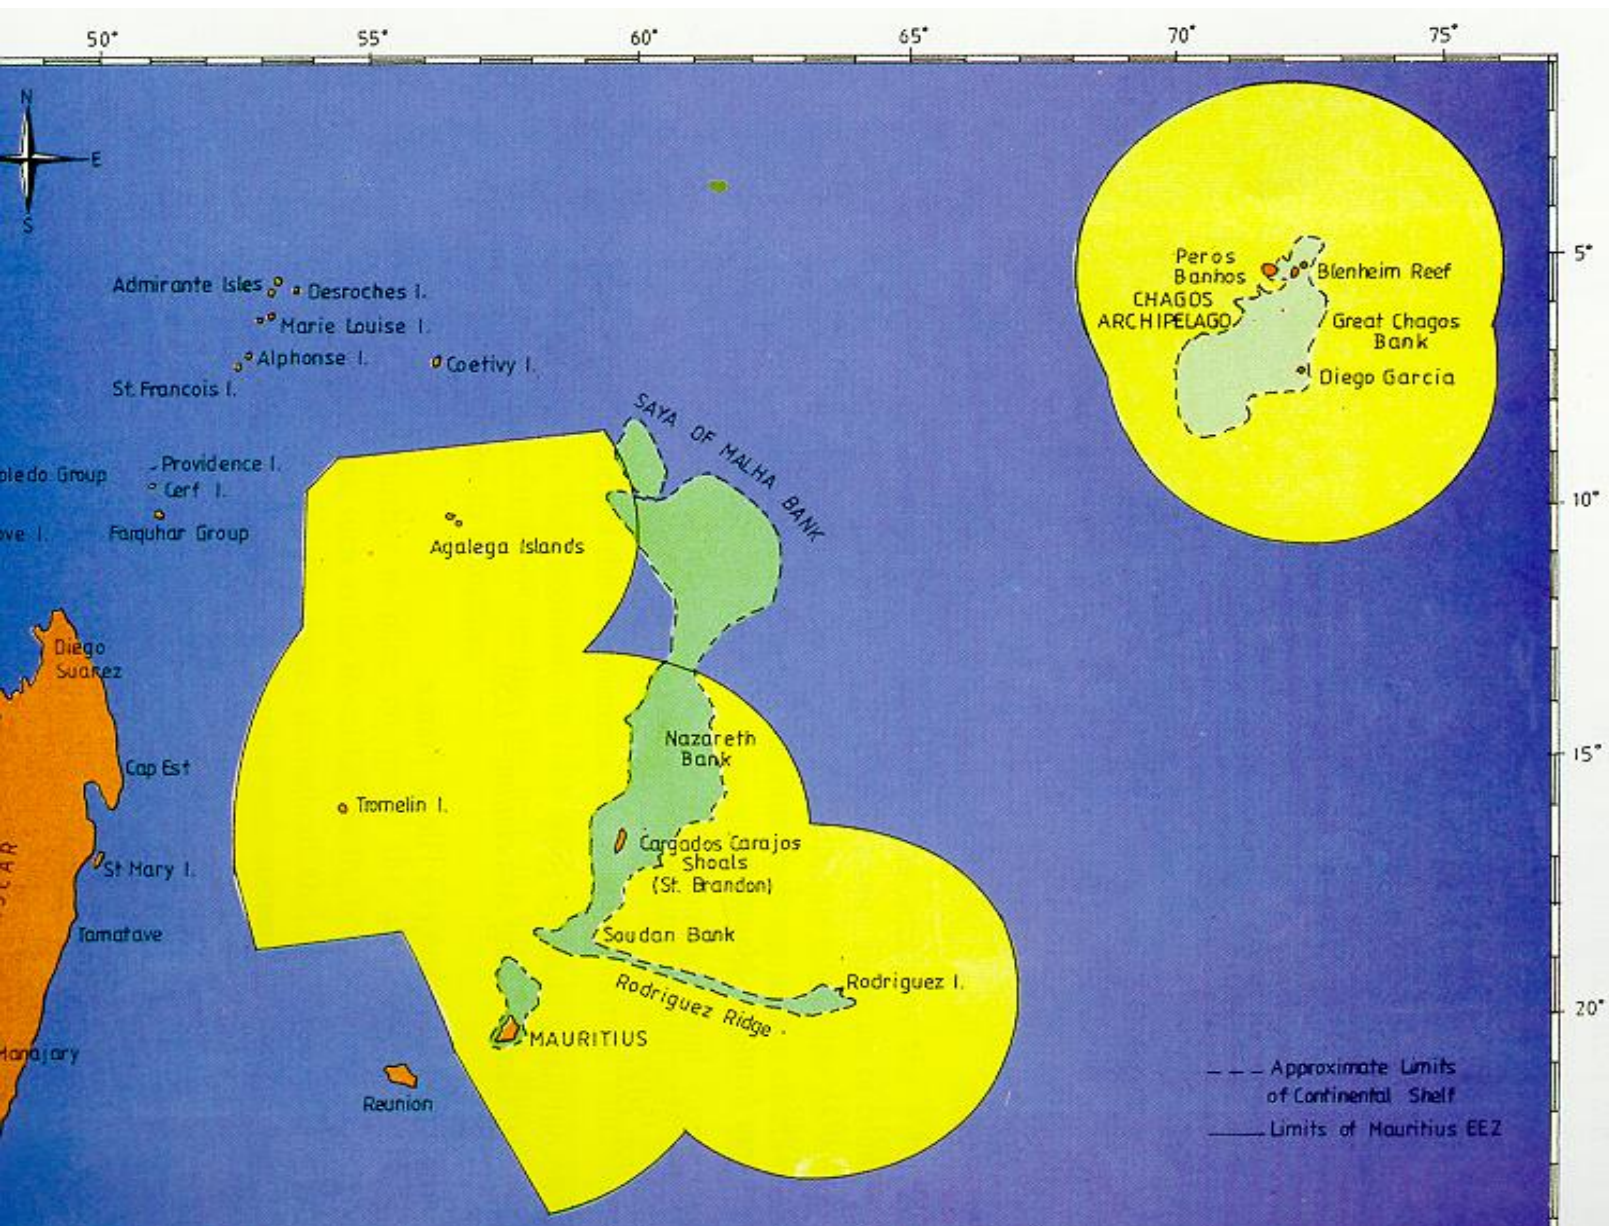 50°
55°
60°
65°
70°
75°
N
E
S
5°
10°
15°
20°
Admirante Isles
Desroches I.
Marie Louise I.
Alphonse I.
Coetivy I.
St. Francois I.
Providence I.
Cerf I.
Farquhar Group
Group
I.
Agalega Islands
SAYA OF MALHA BANK
Peros
Banhos
Blenheim Reef
CHAGOS
ARCHIPELAGO
Great Chagos
Bank
Diego Garcia
Diego
Suarez
Cap Est
Tromelin I.
St Mary I.
Tamatave
Manajary
Nazareth
Bank
Cargados Carajos
Shoals
(St. Brandon)
Soudan Bank
Rodriguez I.
Rodriguez Ridge
MAURITIUS
Reunion
Approximate Limits
of Continental Shelf
Limits of Mauritius EEZ